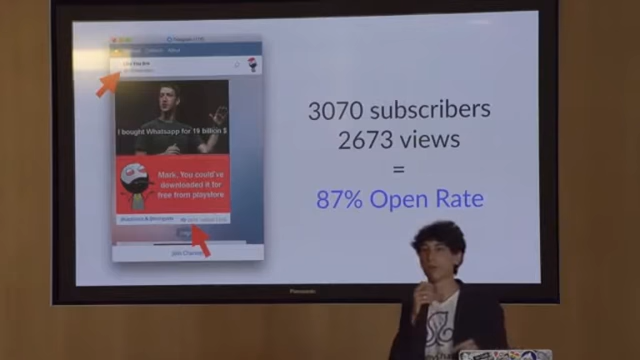 3070 subscribers
2673 views
=
87% Open Rate
I bought Whatsapp for 19 billion $
Mark, You could've
downloaded it for
free from playstore.
Panasonic